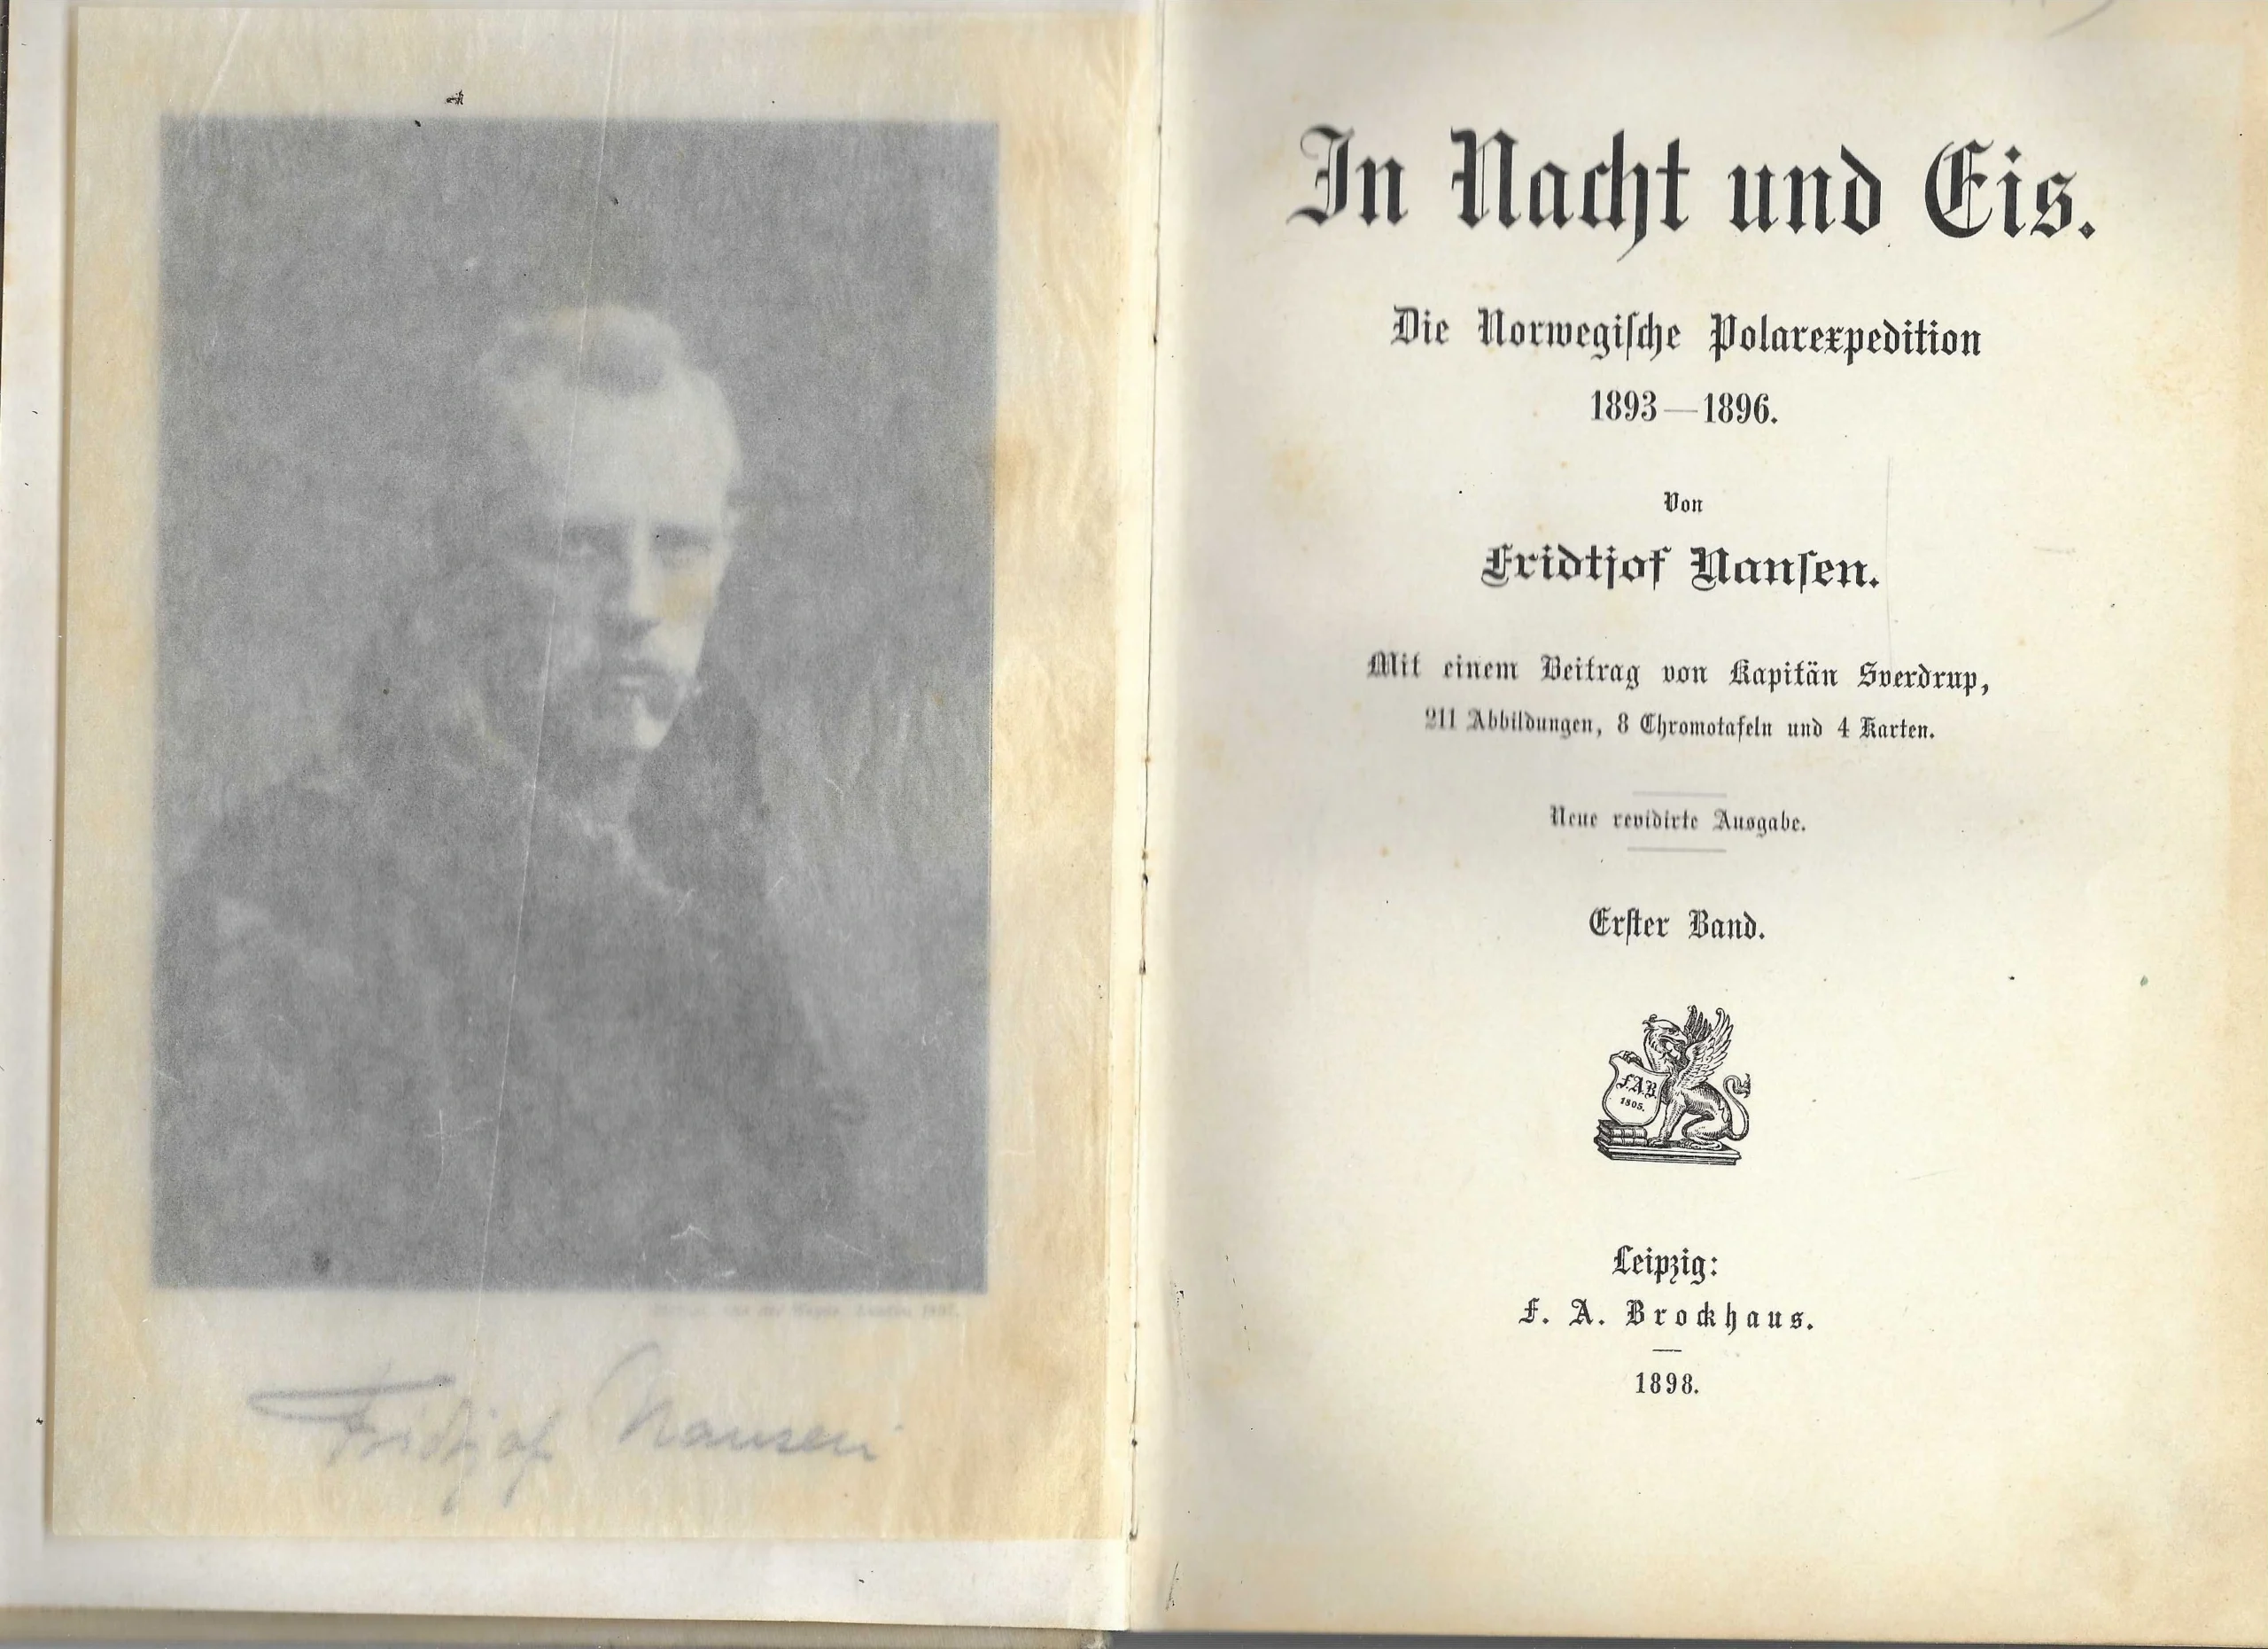 Fridtjof Nansen
In Nacht und Eis.
Die Norwegiſche Polarexpedition
1893—1896.
Von
Fridtjof Nanſen.
Mit einem Beitrag von Kapitän Sverdrup,
211 Abbildungen, 8 Chromotafeln und 4 Karten.
Neue revidirte Ausgabe.
Erſter Band.
F.A.B.
1805.
Leipzig:
F. A. Brockhaus.
1898.